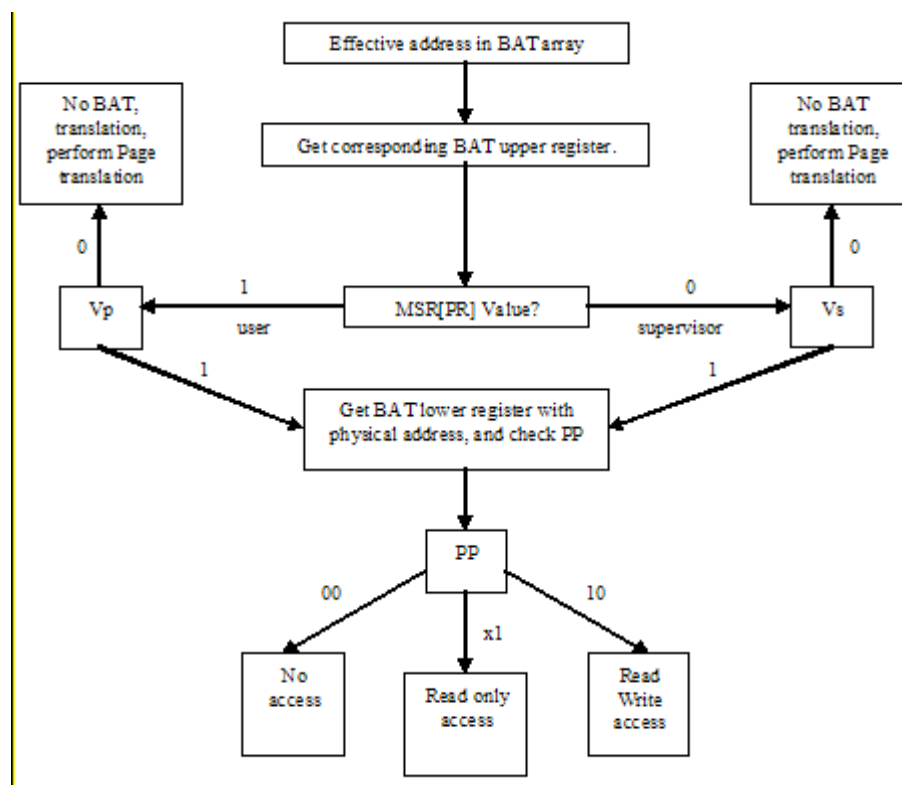 Effective address in BAT array
No BAT,
translation,
perform Page
translation
No BAT
translation,
perform Page
translation
Get corresponding BAT upper register.
0
0
Vp
1
MSR[PR] Value?
0
Vs
user
supervisor
1
1
Get BAT lower register with
physical address, and check PP
PP
00
x1
10
No
access
Read only
access
Read
Write
access